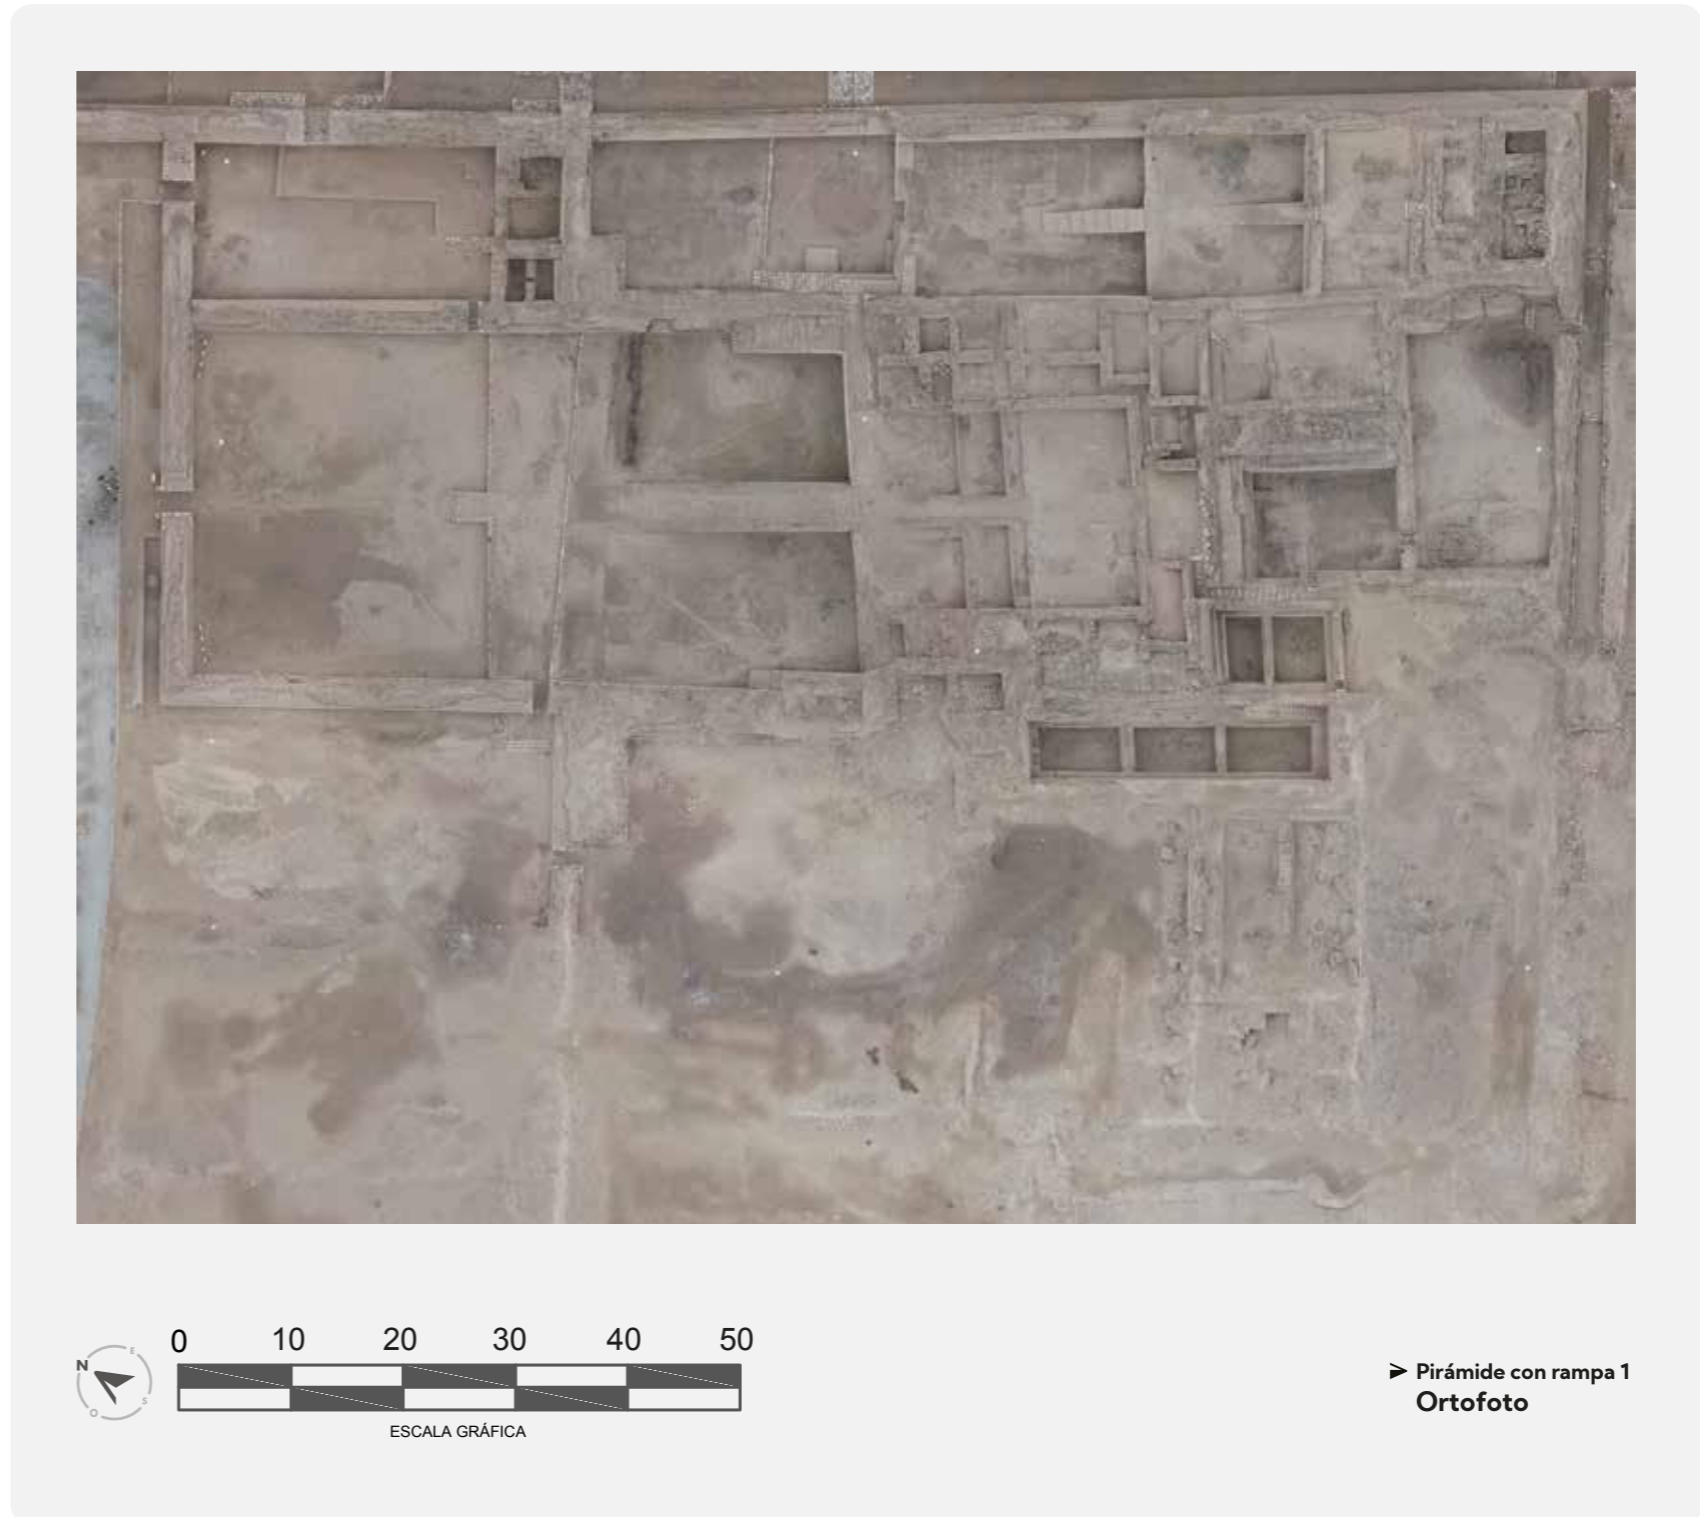 0 10 20 30 40 50
N
E
S
O
ESCALA GRÁFICA
Pirámide con rampa 1
Ortofoto